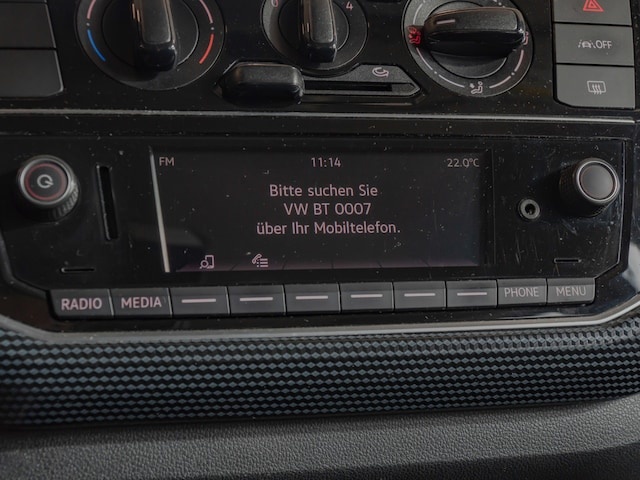 4
OFF
FM 11:14 22.0°C
Bitte suchen Sie
VW BT 0007
über Ihr Mobiltelefon.
RADIO MEDIA PHONE MENU